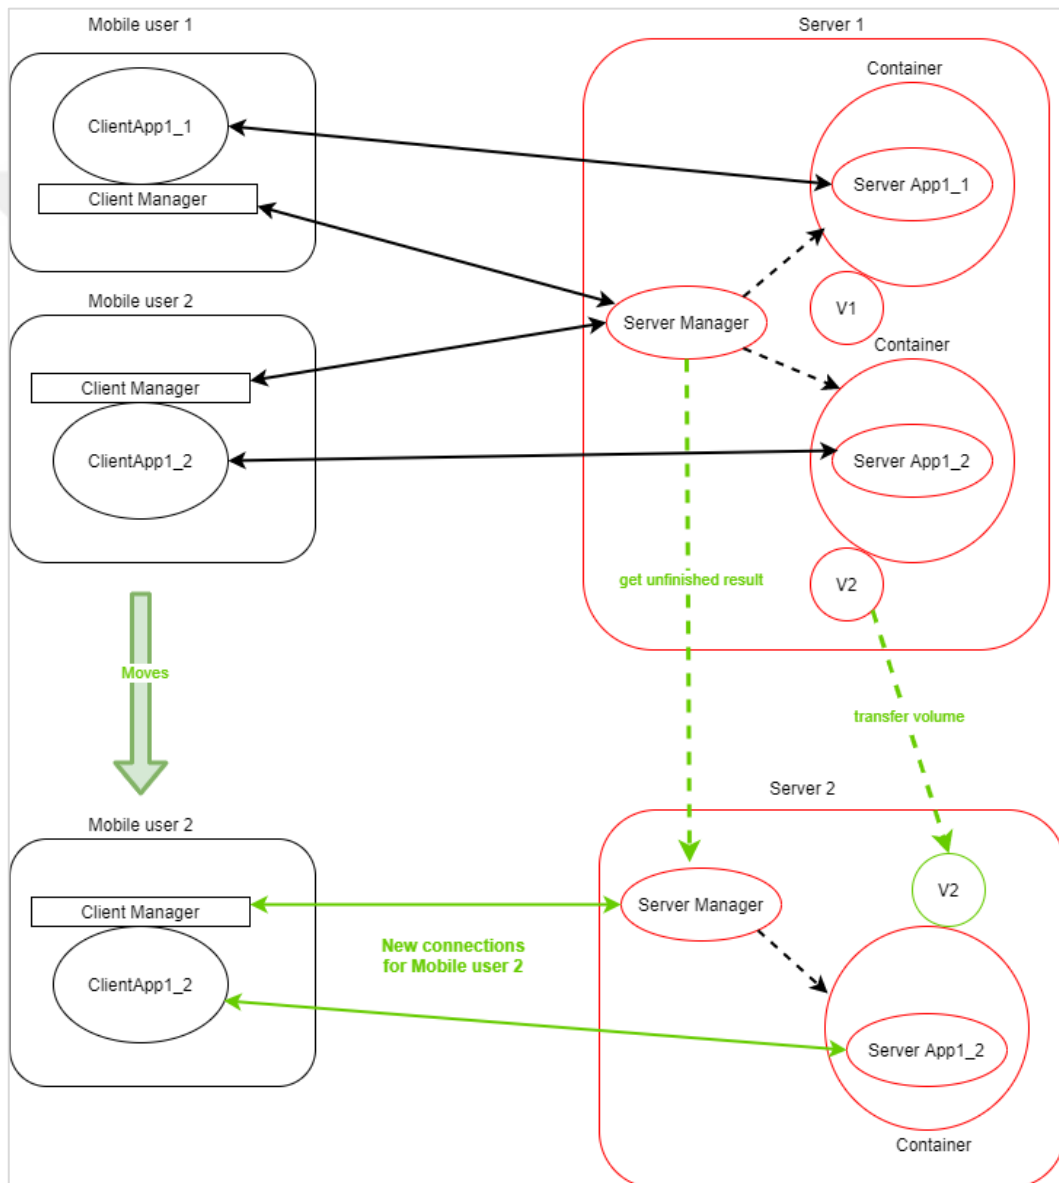 Mobile user 1
Server 1
Container
ClientApp1_1
Server App1_1
Client Manager
Mobile user 2
V1
Server Manager
Container
Client Manager
ClientApp1_2
Server App1_2
get unfinished result
V2
Moves
transfer volume
Server 2
Mobile user 2
V2
Client Manager
Server Manager
New connections
for Mobile user 2
ClientApp1_2
Server App1_2
Container